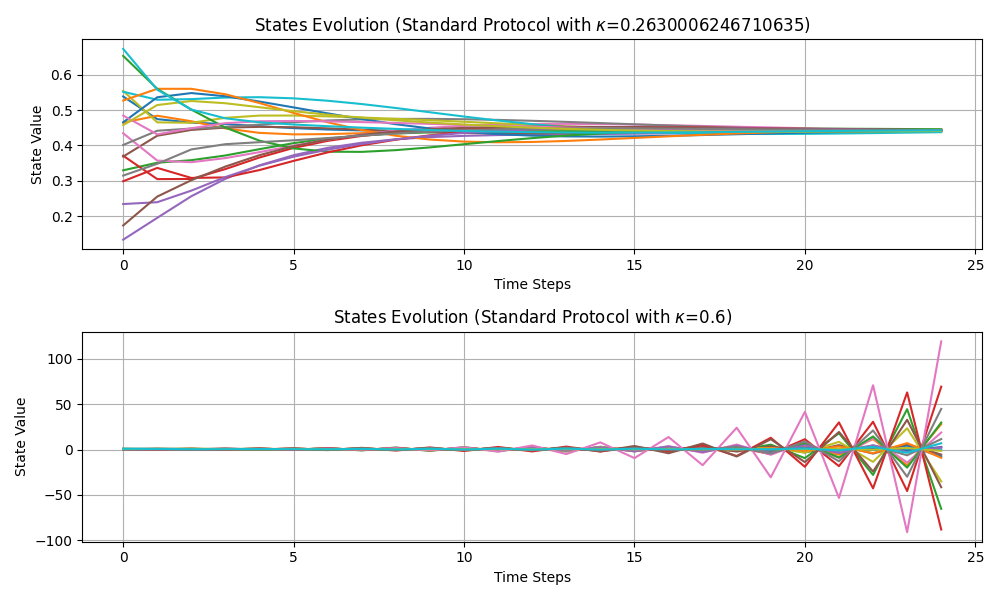 States Evolution (Standard Protocol with κ=0.2630006246710635)
State Value
0.6
0.5
0.4
0.3
0.2
0 5 10 15 20 25
Time Steps
States Evolution (Standard Protocol with κ=0.6)
State Value
100
50
0
−50
−100
0 5 10 15 20 25
Time Steps